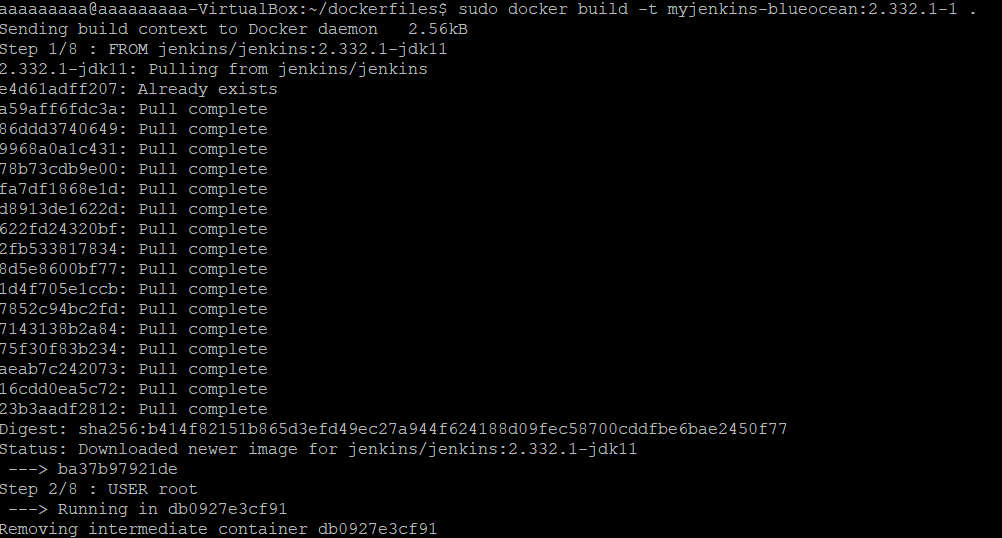 aaaaaaaaa@aaaaaaaaa-VirtualBox:~/dockerfiles$ sudo docker build -t myjenkins-blueocean:2.332.1-1 .
Sending build context to Docker daemon   2.56kB
Step 1/8 : FROM jenkins/jenkins:2.332.1-jdk11
2.332.1-jdk11: Pulling from jenkins/jenkins
e4d61adff207: Already exists
a59aff6fdc3a: Pull complete
86ddd3740649: Pull complete
9968a0a1c431: Pull complete
78b73cdb9e00: Pull complete
fa7df1868e1d: Pull complete
d8913de1622d: Pull complete
622fd24320bf: Pull complete
2fb533817834: Pull complete
8d5e8600bf77: Pull complete
1d4f705e1ccb: Pull complete
7852c94bc2fd: Pull complete
7143138b2a84: Pull complete
75f30f83b234: Pull complete
aeab7c242073: Pull complete
16cdd0ea5c72: Pull complete
23b3aadf2812: Pull complete
Digest: sha256:b414f82151b865d3efd49ec27a944f624188d09fec58700cddfbe6bae2450f77
Status: Downloaded newer image for jenkins/jenkins:2.332.1-jdk11
 ---> ba37b97921de
Step 2/8 : USER root
 ---> Running in db0927e3cf91
Removing intermediate container db0927e3cf91